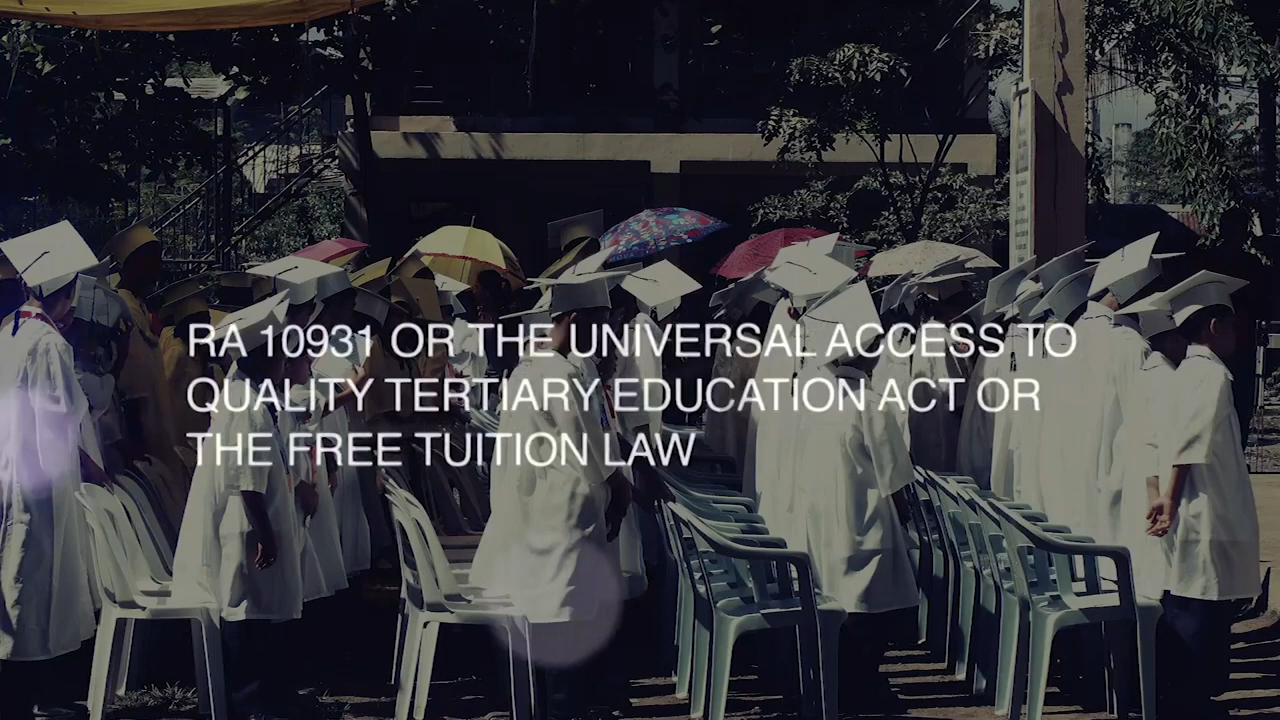 RA 10931 OR THE UNIVERSAL ACCESS TO
QUALITY TERTIARY EDUCATION ACT OR
THE FREE TUITION LAW